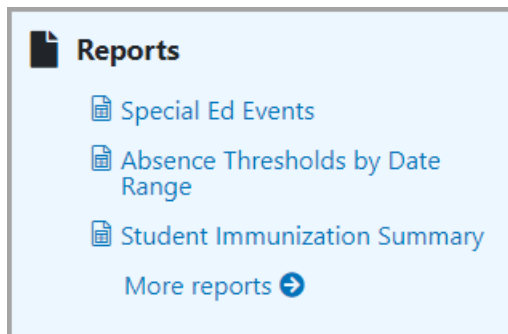 Reports
Special Ed Events
Absence Thresholds by Date
Range
Student Immunization Summary
More reports